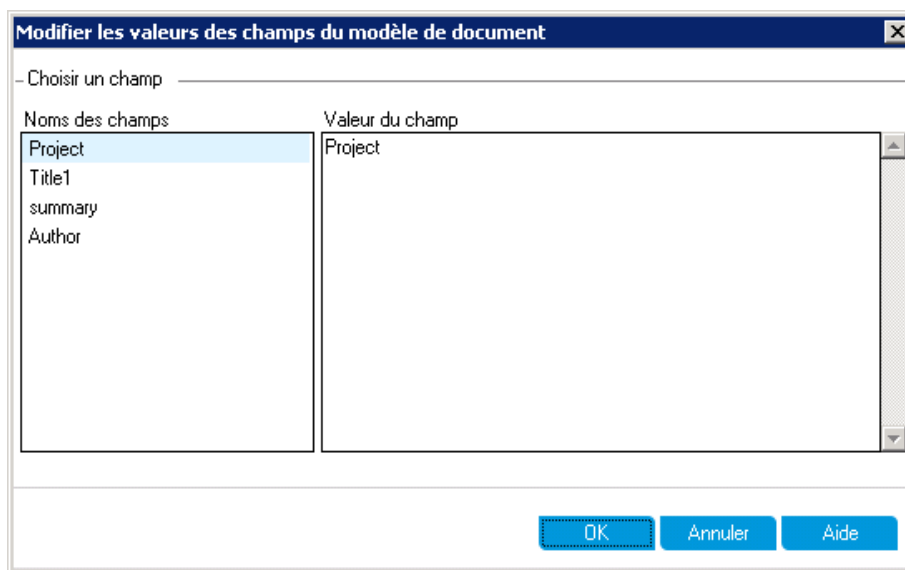 Modifier les valeurs des champs du modèle de document
Choisir un champ
Noms des champs
Valeur du champ
Project
Project
Title1
summary
Author
OK
Annuler
Aide